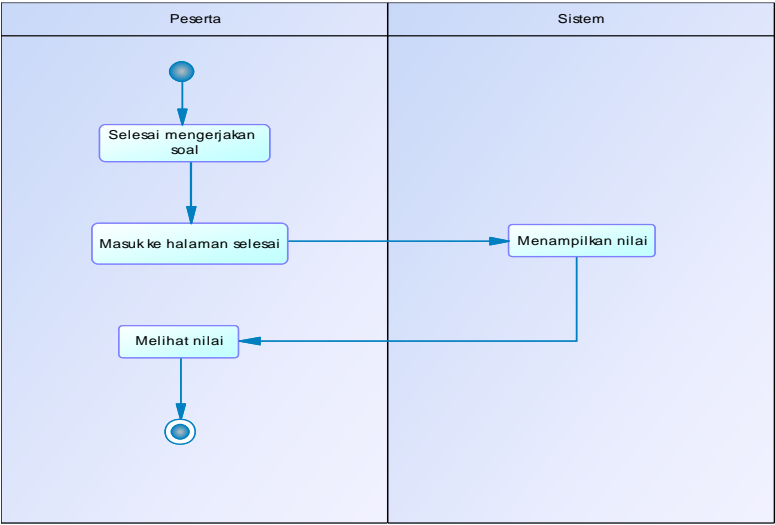 Peserta
Sistem
Selesai mengerjakan
soal
Masuk ke halaman selesai
Menampilkan nilai
Melihat nilai